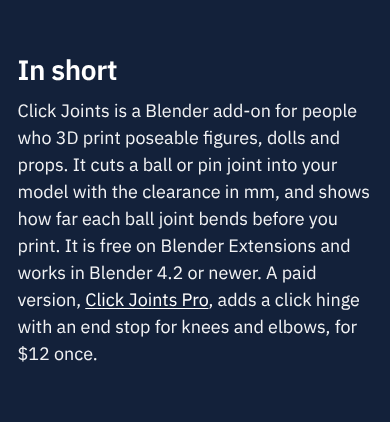 In short
Click Joints is a Blender add-on for people
who 3D print poseable figures, dolls and
props. It cuts a ball or pin joint into your
model with the clearance in mm, and shows
how far each ball joint bends before you
print. It is free on Blender Extensions and
works in Blender 4.2 or newer. A paid
version, Click Joints Pro, adds a click hinge
with an end stop for knees and elbows, for
$12 once.